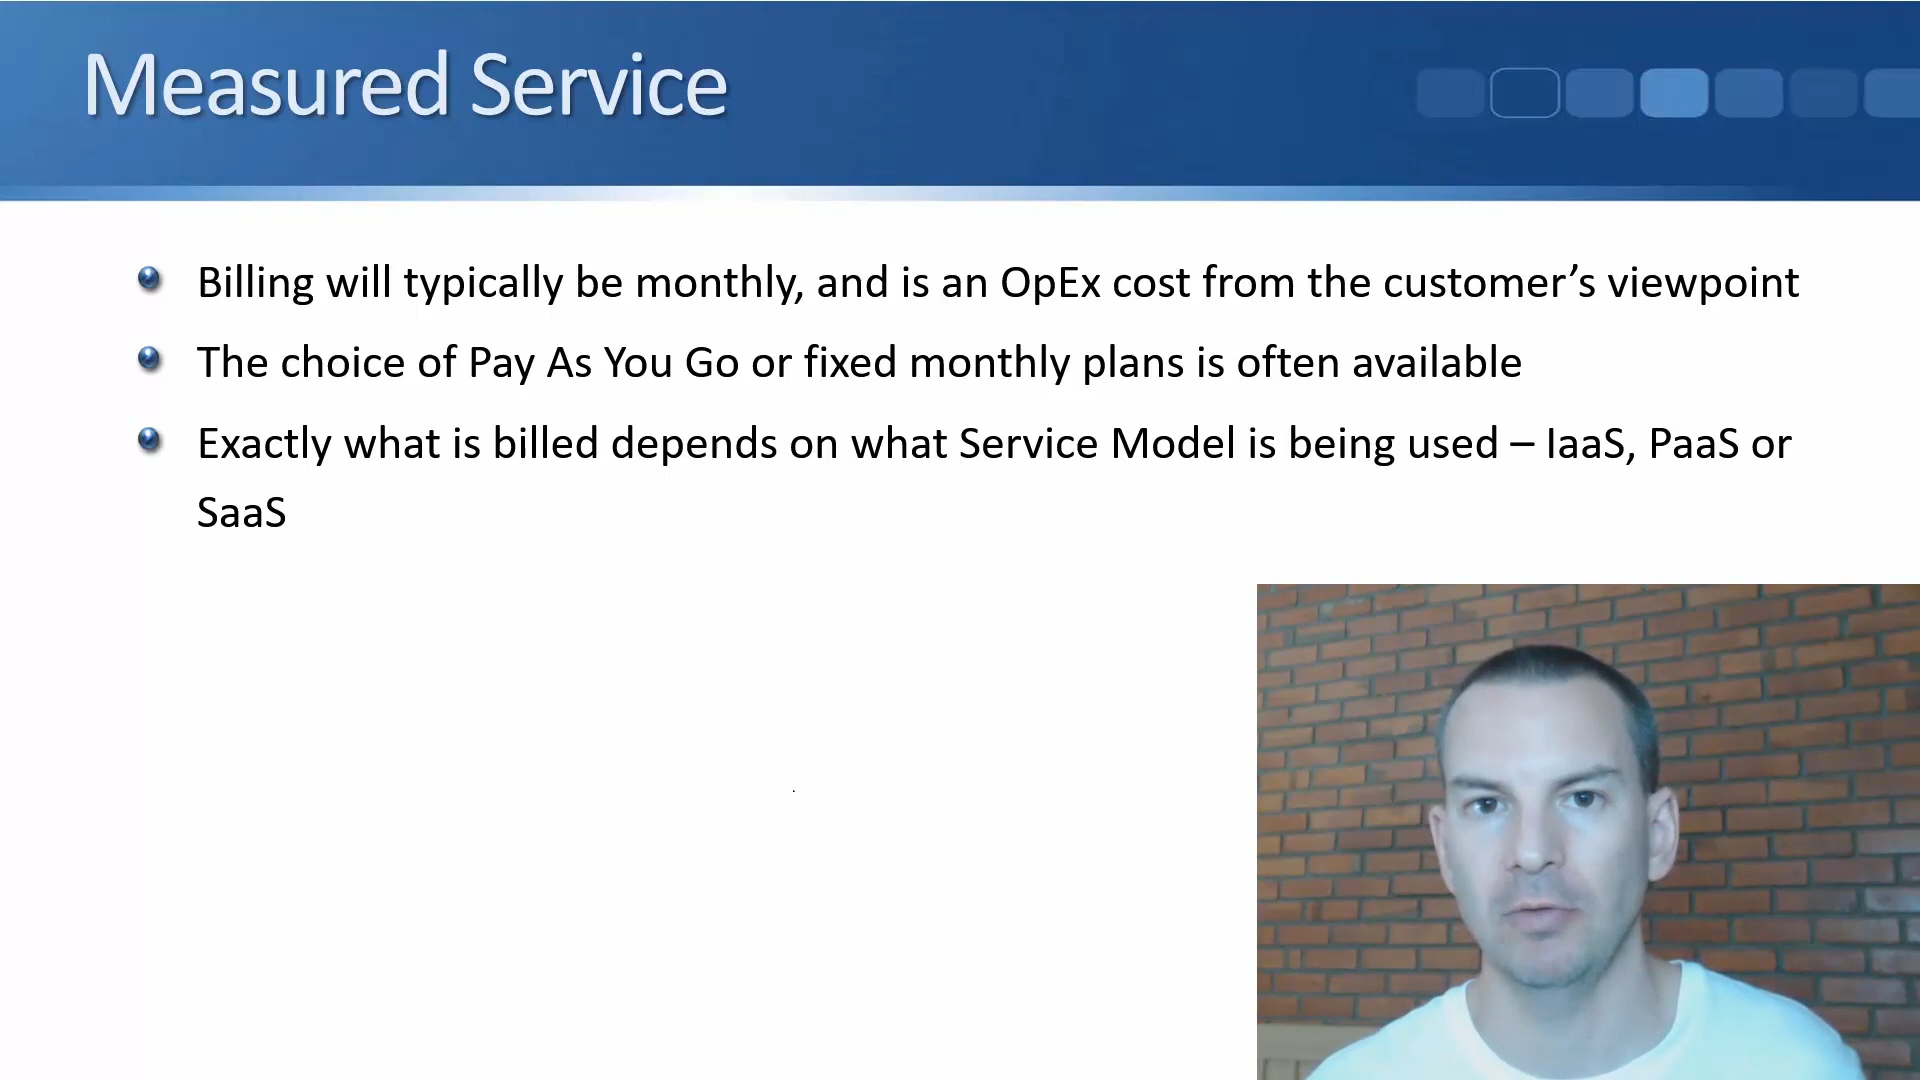 Measured Service
Billing will typically be monthly, and is an OpEx cost from the customer’s viewpoint
The choice of Pay As You Go or fixed monthly plans is often available
Exactly what is billed depends on what Service Model is being used – IaaS, PaaS or
SaaS